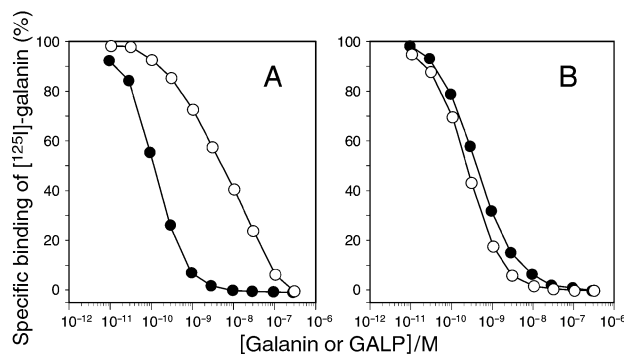 Specific binding of [¹²⁵I]-galanin (%)
100
80
60
40
20
0
A
10⁻¹² 10⁻¹¹ 10⁻¹⁰ 10⁻⁹ 10⁻⁸ 10⁻⁷ 10⁻⁶
100
80
60
40
20
0
B
10⁻¹² 10⁻¹¹ 10⁻¹⁰ 10⁻⁹ 10⁻⁸ 10⁻⁷ 10⁻⁶
[Galanin or GALP]/M